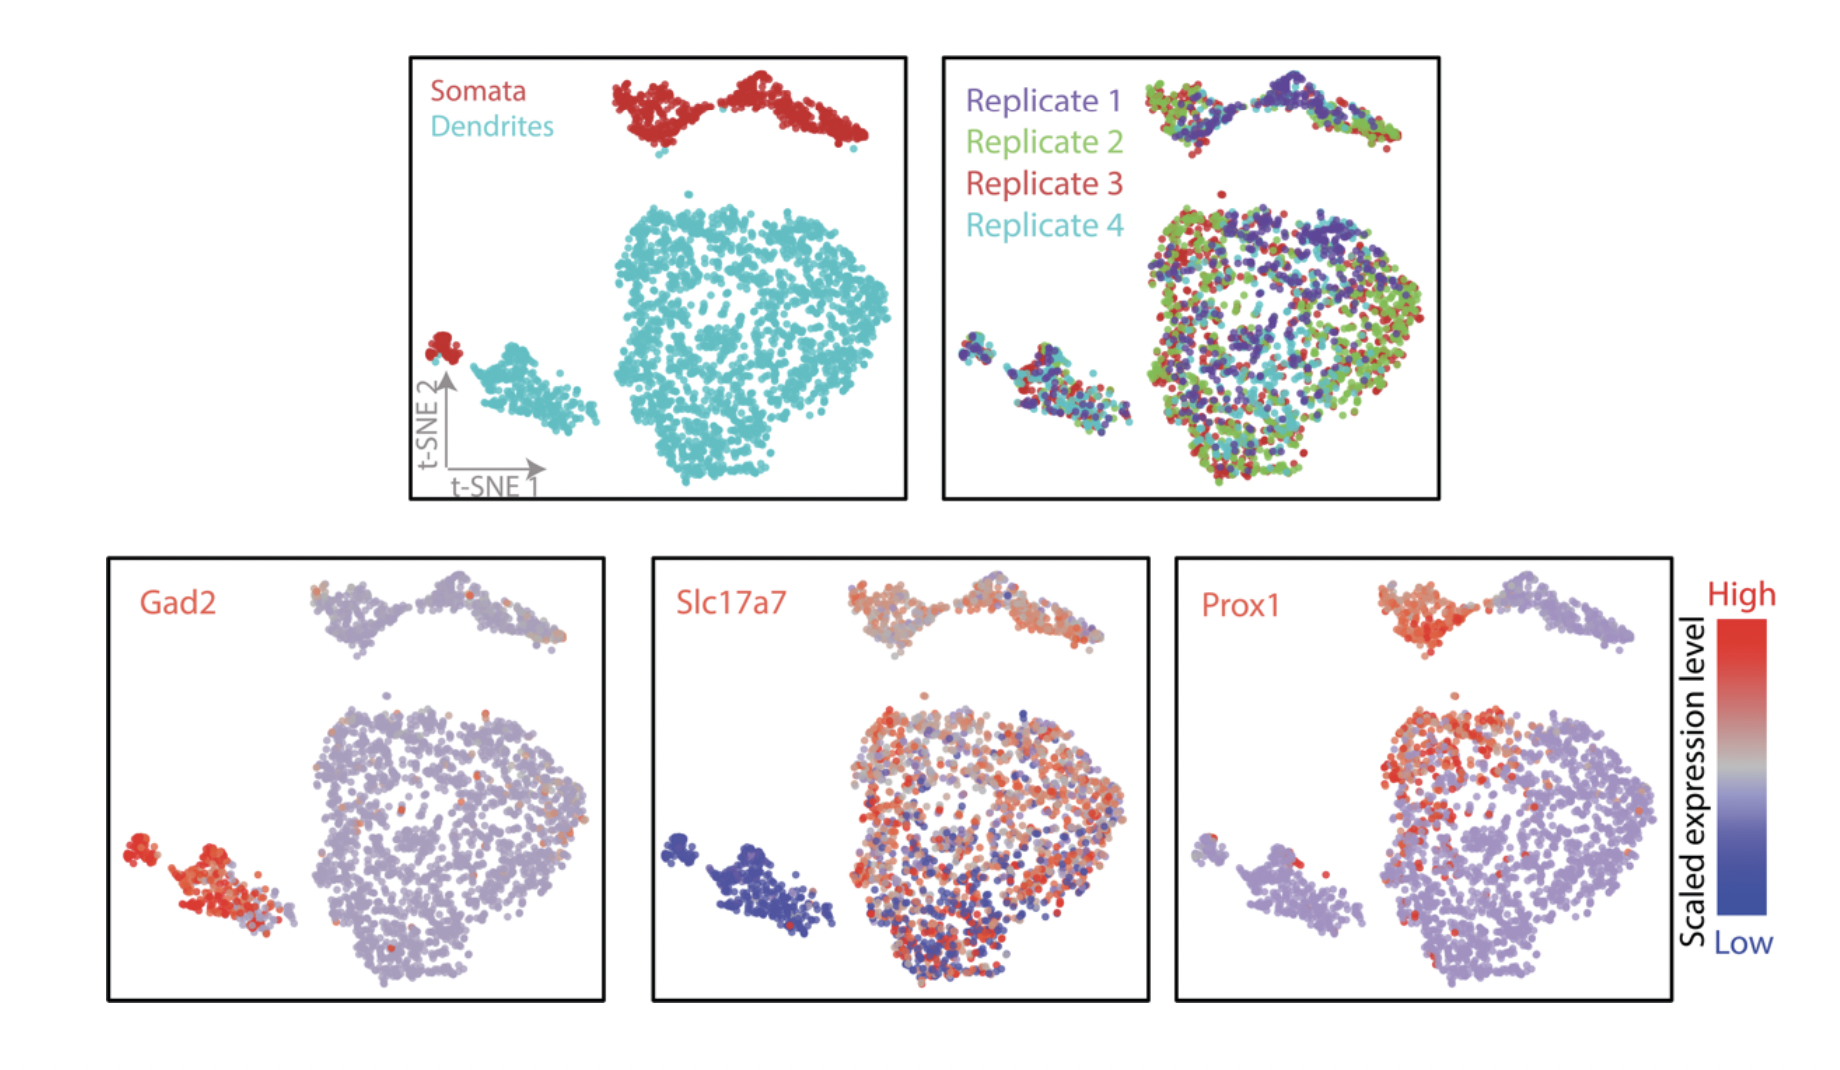 Somata
Dendrites
t-SNE 2
t-SNE 1
Replicate 1
Replicate 2
Replicate 3
Replicate 4
Gad2
Slc17a7
Prox1
High
Scaled expression level
Low